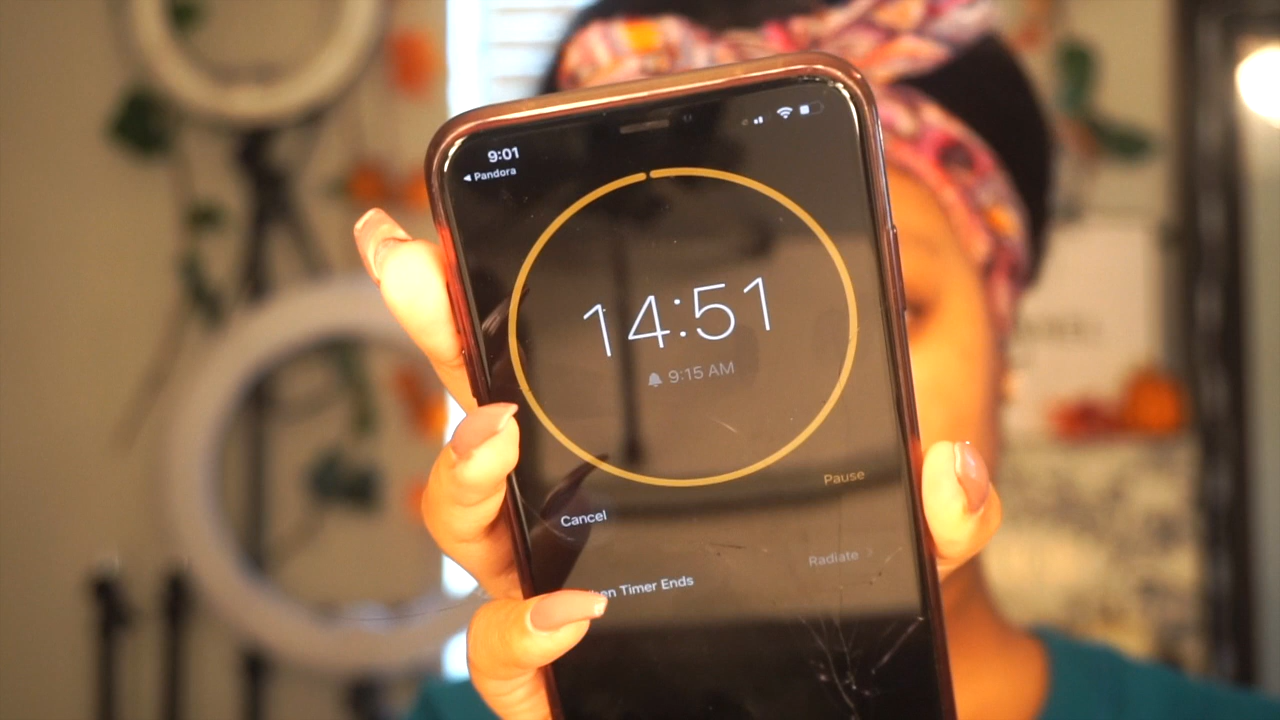 9:01
◀ Pandora
14:51
9:15 AM
Pause
Cancel
Radiate
Timer Ends